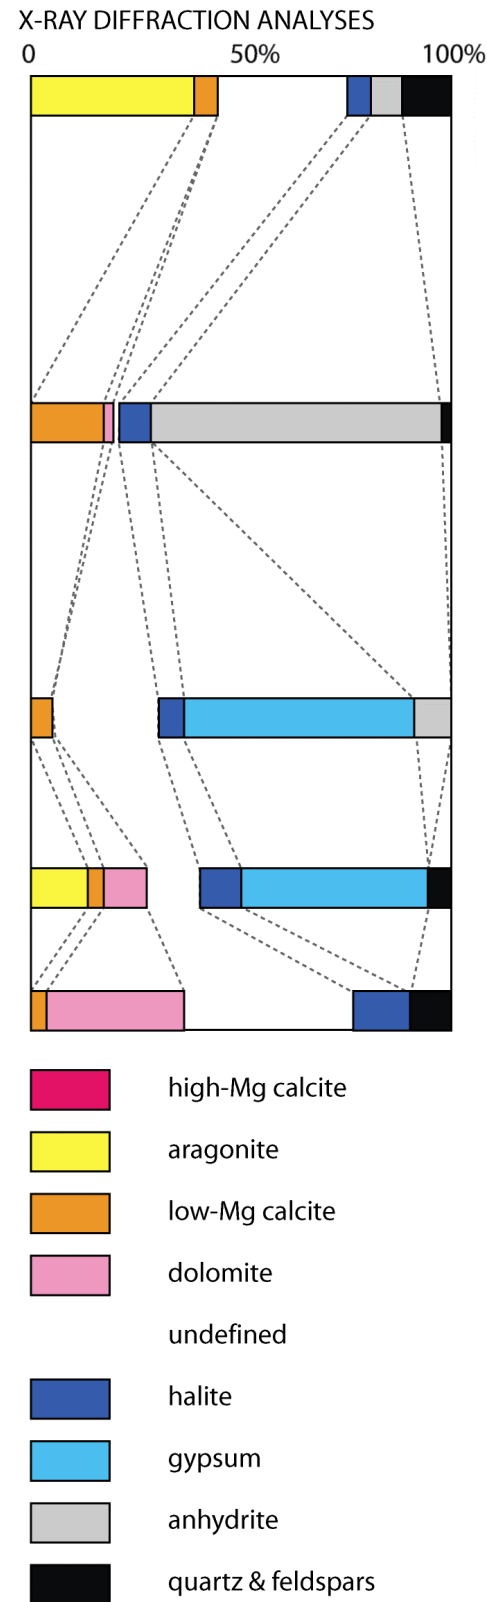 X-RAY DIFFRACTION ANALYSES
0 50% 100%
high-Mg calcite
aragonite
low-Mg calcite
dolomite
undefined
halite
gypsum
anhydrite
quartz & feldspars